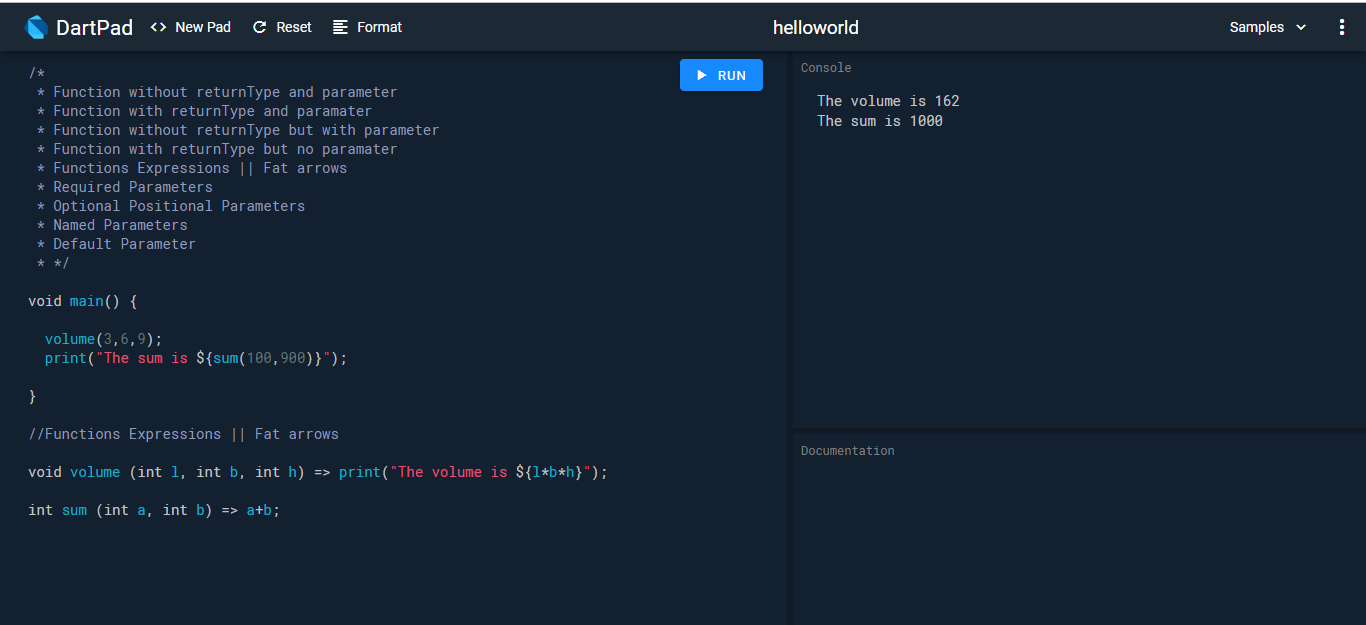 DartPad <> New Pad Reset Format helloworld Samples
/*
* Function without returnType and parameter
* Function with returnType and paramater
* Function without returnType but with parameter
* Function with returnType but no paramater
* Functions Expressions || Fat arrows
* Required Parameters
* Optional Positional Parameters
* Named Parameters
* Default Parameter
* */
void main() {
volume(3,6,9);
print("The sum is ${sum(100,900)}");
}
//Functions Expressions || Fat arrows
void volume (int l, int b, int h) => print("The volume is ${l*b*h}");
int sum (int a, int b) => a+b;
RUN
Console
The volume is 162
The sum is 1000
Documentation